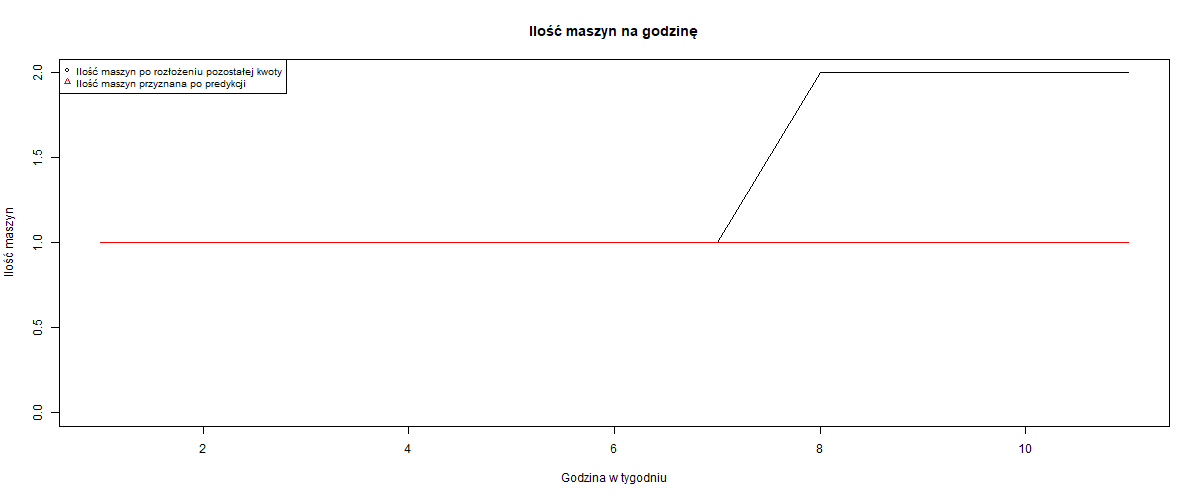 Ilość maszyn na godzinę
Ilość maszyn po rozłożeniu pozostałej kwoty
Ilość maszyn przyznana po predykcji
Ilość maszyn
2.0
1.5
1.0
0.5
0.0
2 4 6 8 10
Godzina w tygodniu